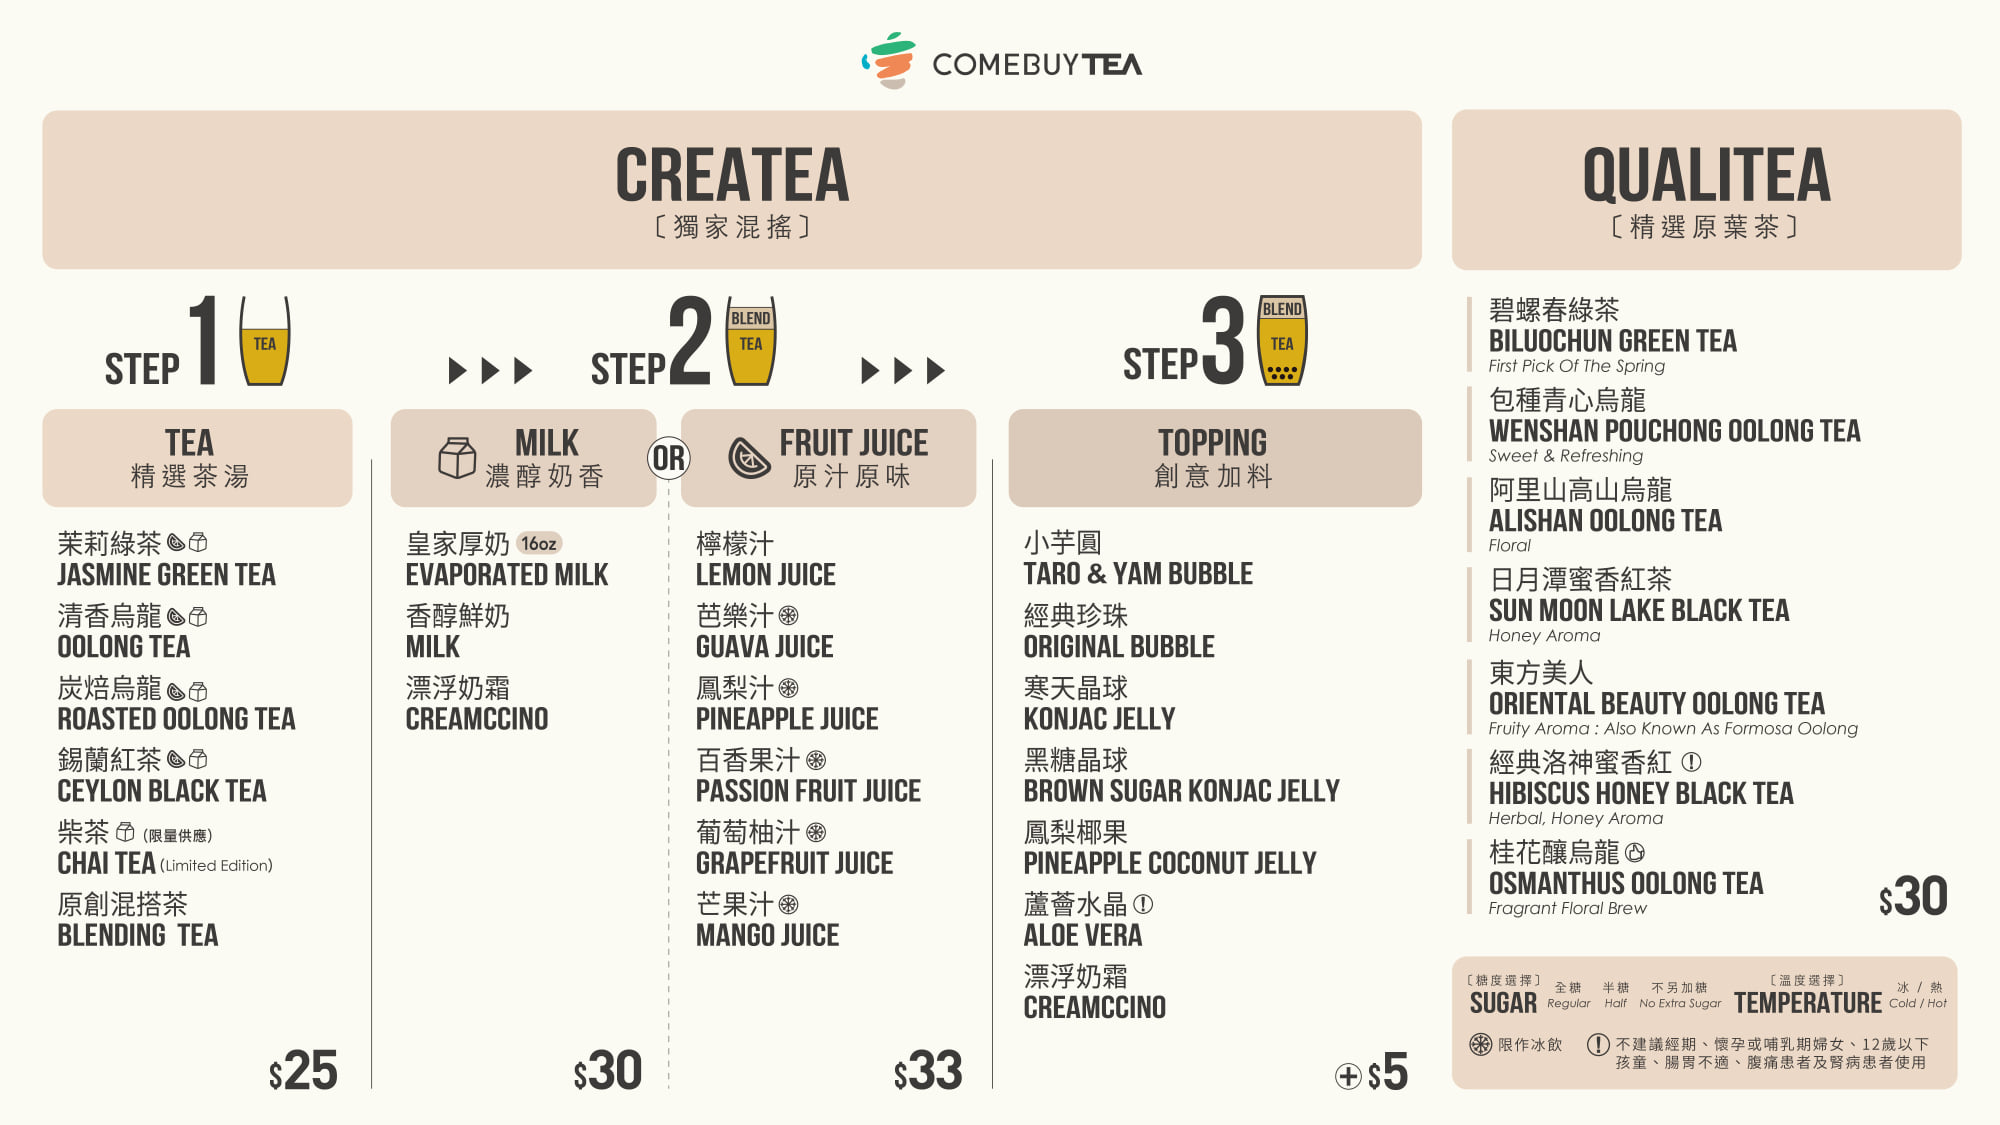 COMEBUYTEA
CREATEA
〔獨家混搖〕
STEP 1
TEA
STEP 2
BLEND
TEA
STEP 3
BLEND
TEA
TEA
精選茶湯
茉莉綠茶
JASMINE GREEN TEA
清香烏龍
OOLONG TEA
炭焙烏龍
ROASTED OOLONG TEA
錫蘭紅茶
CEYLON BLACK TEA
柴茶 (限量供應)
CHAI TEA (Limited Edition)
原創混搭茶
BLENDING TEA
$25
MILK
濃醇奶香
皇家厚奶 16oz
EVAPORATED MILK
香醇鮮奶
MILK
漂浮奶霜
CREAMCCINO
$30
OR
FRUIT JUICE
原汁原味
檸檬汁
LEMON JUICE
芭樂汁
GUAVA JUICE
鳳梨汁
PINEAPPLE JUICE
百香果汁
PASSION FRUIT JUICE
葡萄柚汁
GRAPEFRUIT JUICE
芒果汁
MANGO JUICE
$33
TOPPING
創意加料
小芋圓
TARO & YAM BUBBLE
經典珍珠
ORIGINAL BUBBLE
寒天晶球
KONJAC JELLY
黑糖晶球
BROWN SUGAR KONJAC JELLY
鳳梨椰果
PINEAPPLE COCONUT JELLY
蘆薈水晶
ALOE VERA
漂浮奶霜
CREAMCCINO
+$5
QUALITEA
〔精選原葉茶〕
碧螺春綠茶
BILUOCHUN GREEN TEA
First Pick Of The Spring
包種青心烏龍
WENSHAN POUCHONG OOLONG TEA
Sweet & Refreshing
阿里山高山烏龍
ALISHAN OOLONG TEA
Floral
日月潭蜜香紅茶
SUN MOON LAKE BLACK TEA
Honey Aroma
東方美人
ORIENTAL BEAUTY OOLONG TEA
Fruity Aroma : Also Known As Formosa Oolong
經典洛神蜜香紅
HIBISCUS HONEY BLACK TEA
Herbal, Honey Aroma
桂花釀烏龍
OSMANTHUS OOLONG TEA
Fragrant Floral Brew
$30
〔糖度選擇〕 全糖 半糖 不另加糖 〔溫度選擇〕 冰 / 熱
SUGAR Regular Half No Extra Sugar TEMPERATURE Cold / Hot
限作冰飲
不建議經期、懷孕或哺乳期婦女、12歲以下
孩童、腸胃不適、腹痛患者及腎病患者使用